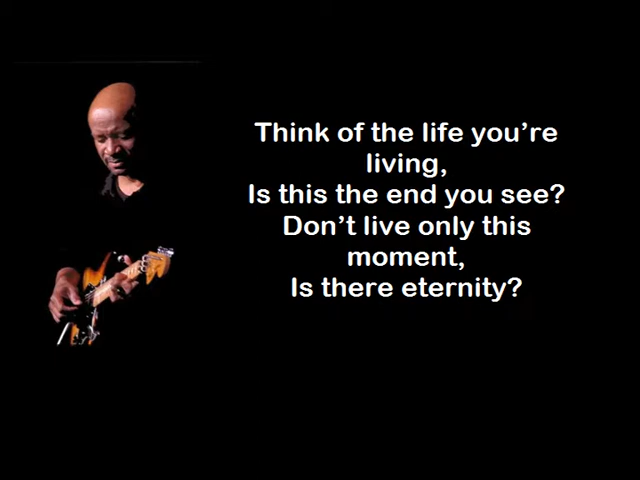 Think of the life you're
living,
Is this the end you see?
Don't live only this
moment,
Is there eternity?